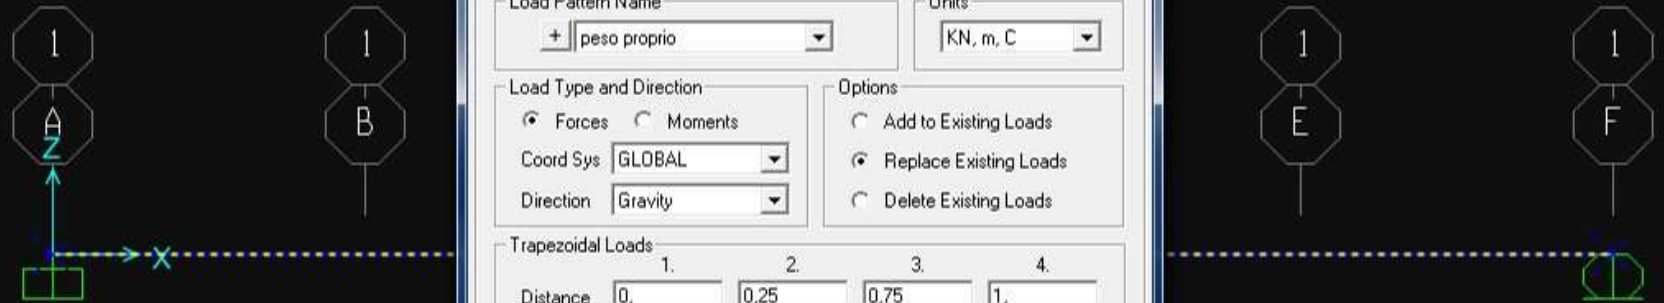 Load Pattern Name
Units
+ peso proprio
KN, m, C
1
1
1
1
A
B
E
F
Z
X
Load Type and Direction
Forces Moments
Coord Sys GLOBAL
Direction Gravity
Options
Add to Existing Loads
Replace Existing Loads
Delete Existing Loads
Trapezoidal Loads
1. 2. 3. 4.
Distance 0, 0,25 0,75 1,